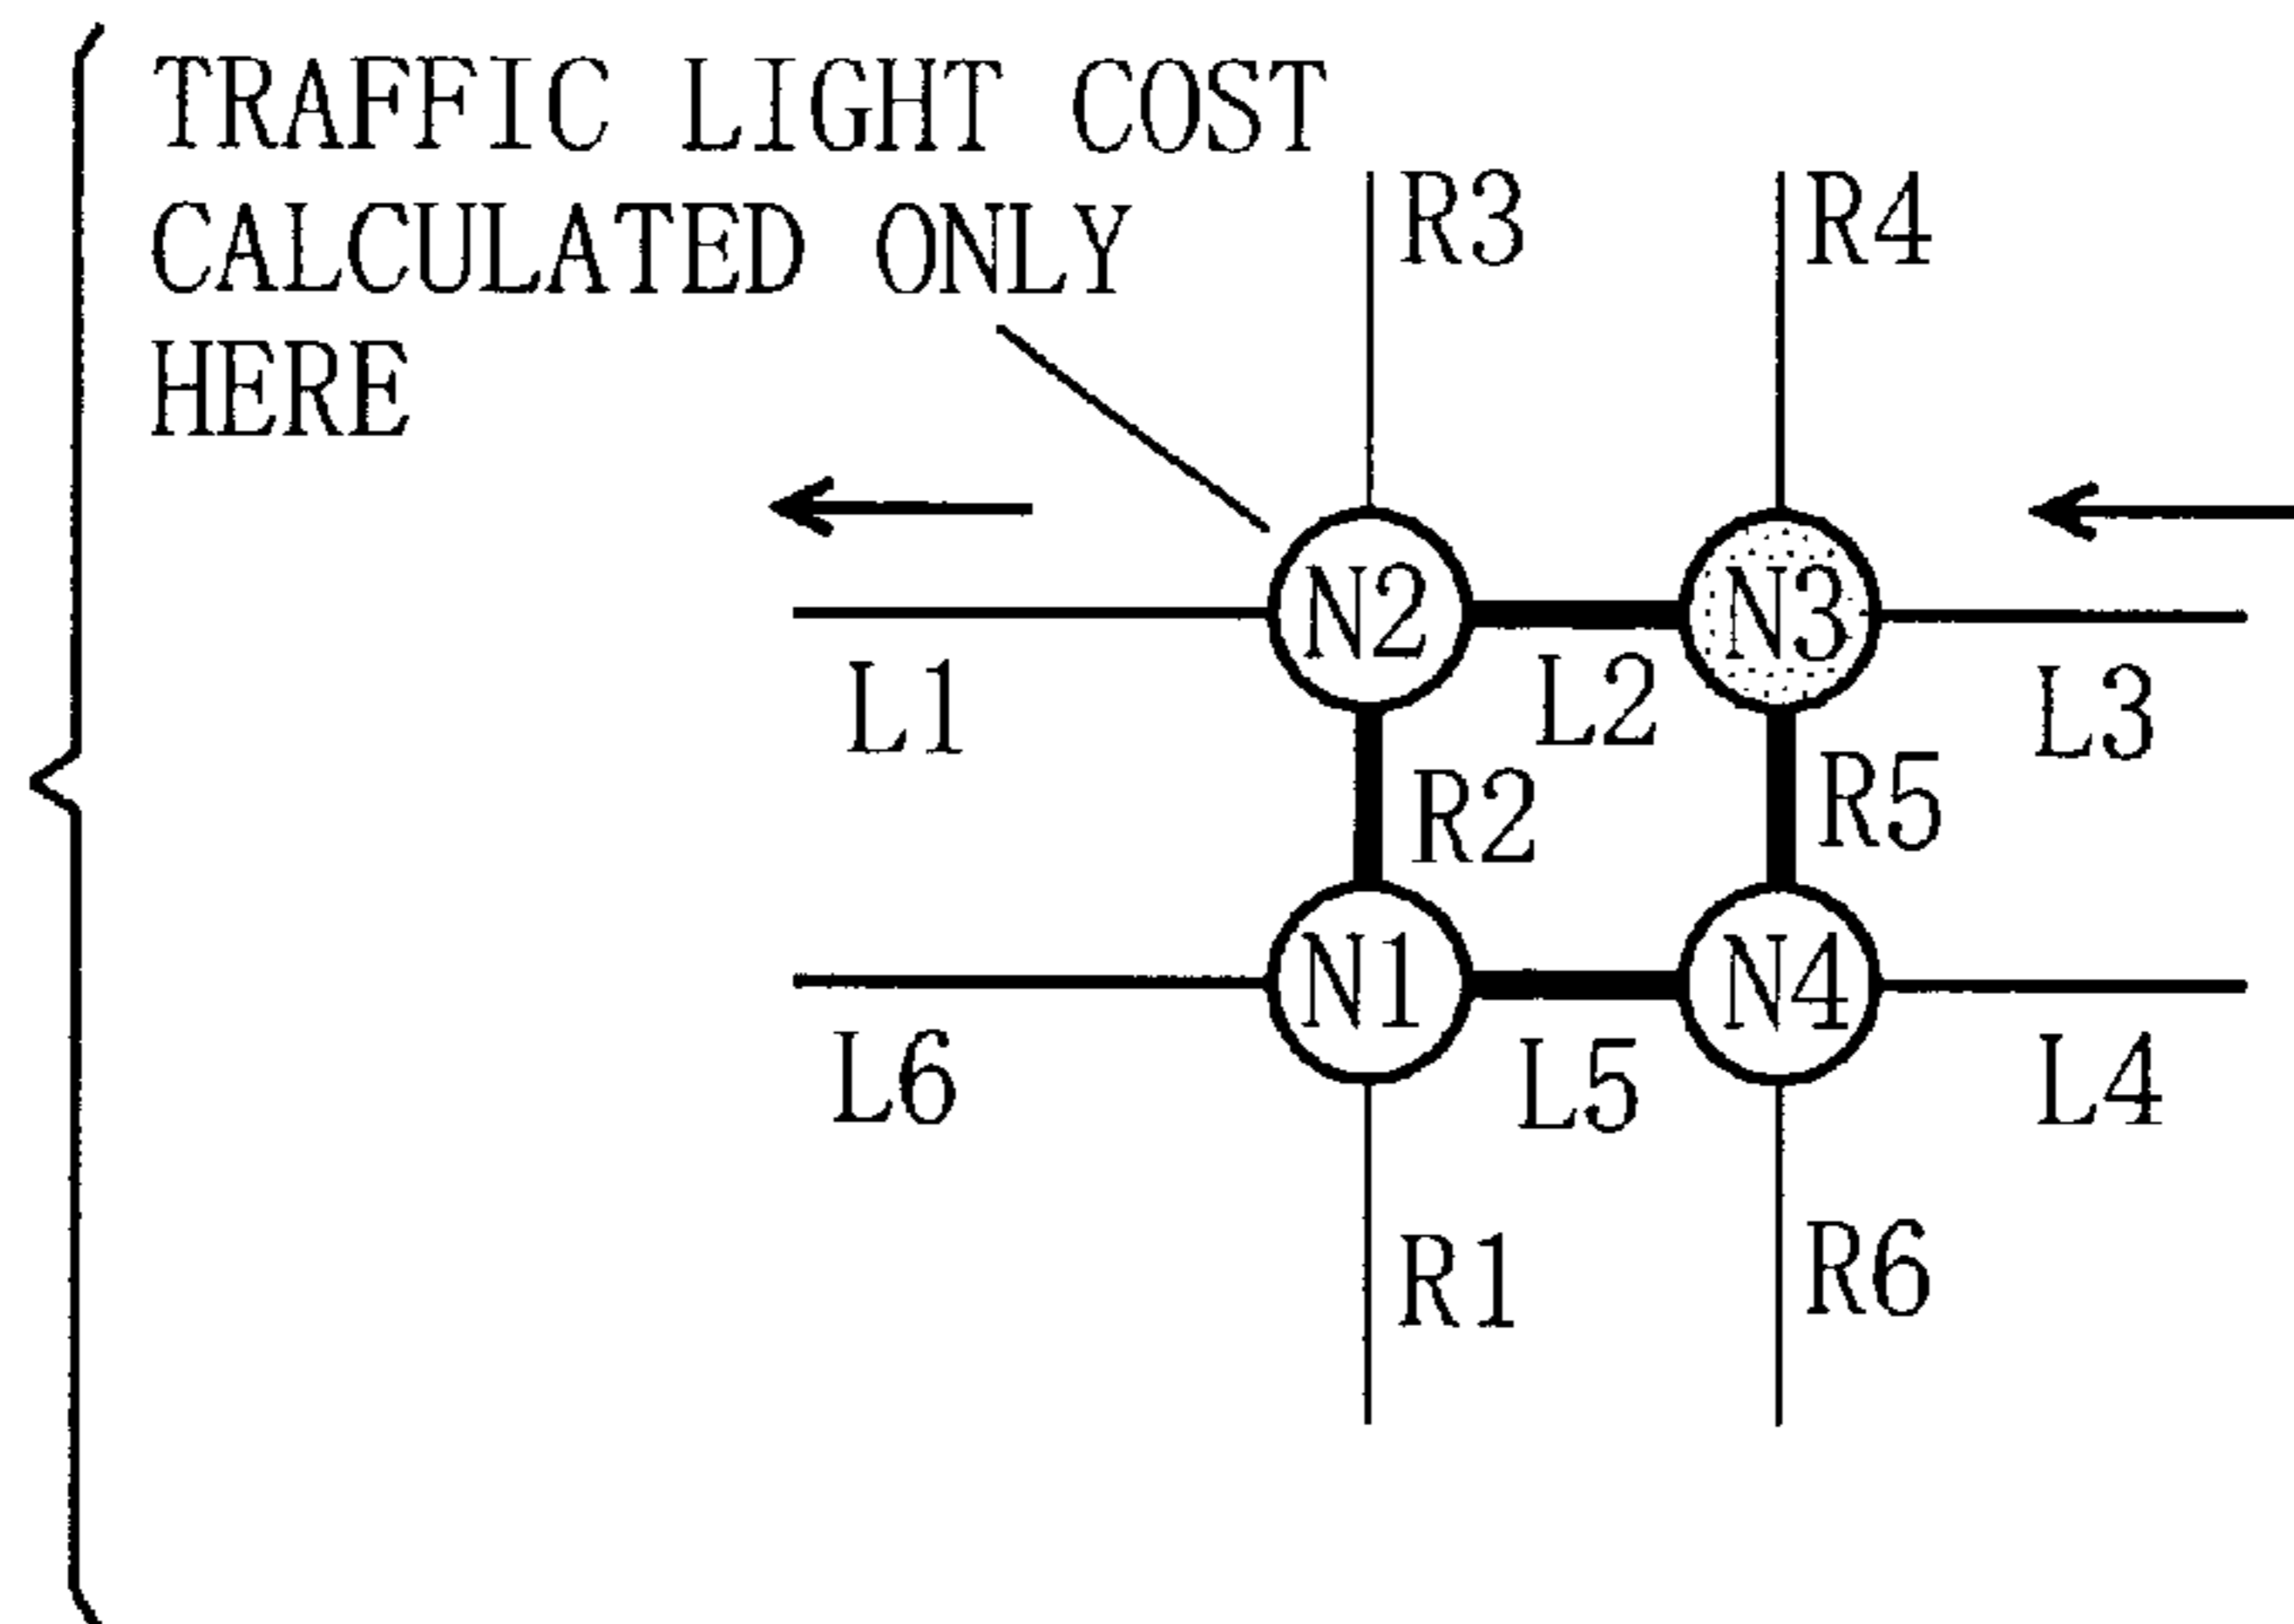 TRAFFIC LIGHT COST
CALCULATED ONLY
HERE
R3
R4
N2
N3
L1
L2
L3
R2
R5
N1
N4
L6
L5
L4
R1
R6